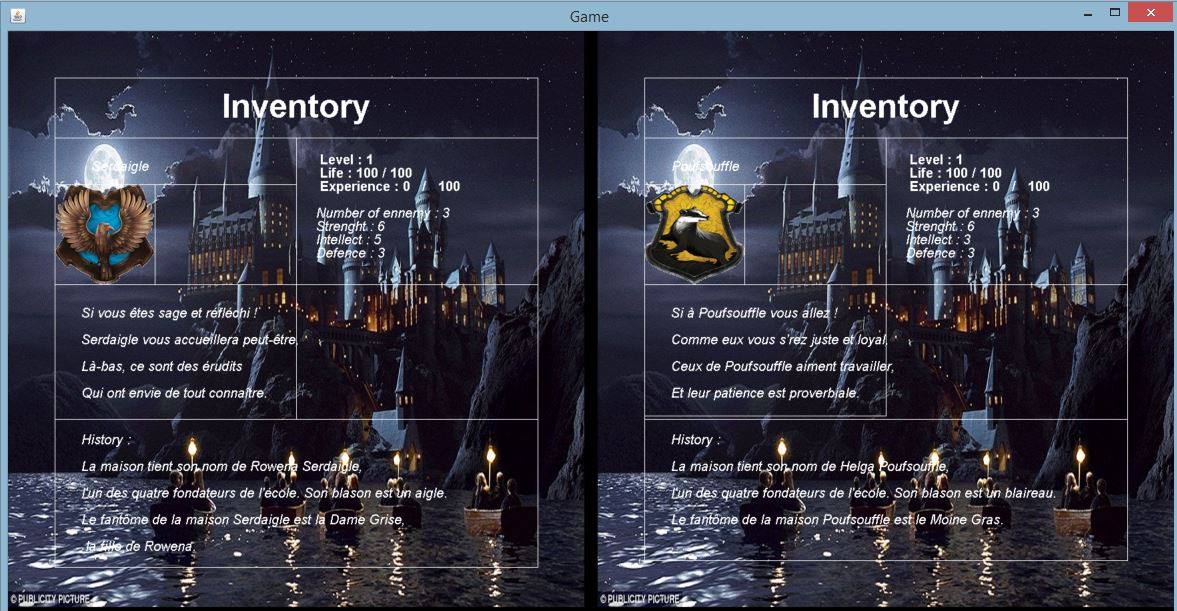 Game
Inventory
Serdaigle
Level : 1
Life : 100 / 100
Experience : 0 / 100
Number of ennemy : 3
Strenght : 6
Intellect : 5
Defence : 3
Si vous êtes sage et réfléchi !
Serdaigle vous accueillera peut-être,
Là-bas, ce sont des érudits
Qui ont envie de tout connaître.
History :
La maison tient son nom de Rowena Serdaigle,
L'un des quatre fondateurs de l'école. Son blason est un aigle.
Le fantôme de la maison Serdaigle est la Dame Grise,
la fille de Rowena.
© PUBLICITY PICTURE
Inventory
Poufsouffle
Level : 1
Life : 100 / 100
Experience : 0 / 100
Number of ennemy : 3
Strenght : 6
Intellect : 3
Defence : 3
Si à Poufsouffle vous allez !
Comme eux vous s'rez juste et loyal,
Ceux de Poufsouffle aiment travailler,
Et leur patience est proverbiale.
History :
La maison tient son nom de Helga Poufsouffle,
L'un des quatre fondateurs de l'école. Son blason est un blaireau.
Le fantôme de la maison Poufsouffle est le Moine Gras.
© PUBLICITY PICTURE